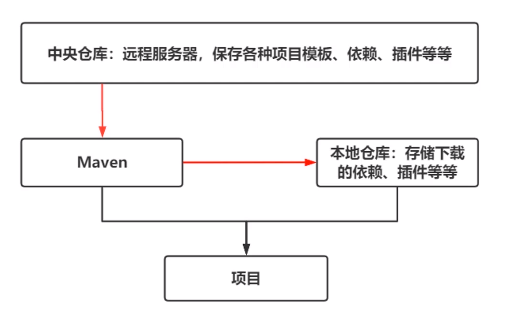 中央仓库：远程服务器，保存各种项目模板、依赖、插件等等
Maven
本地仓库：存储下载
的依赖、插件等等
项目